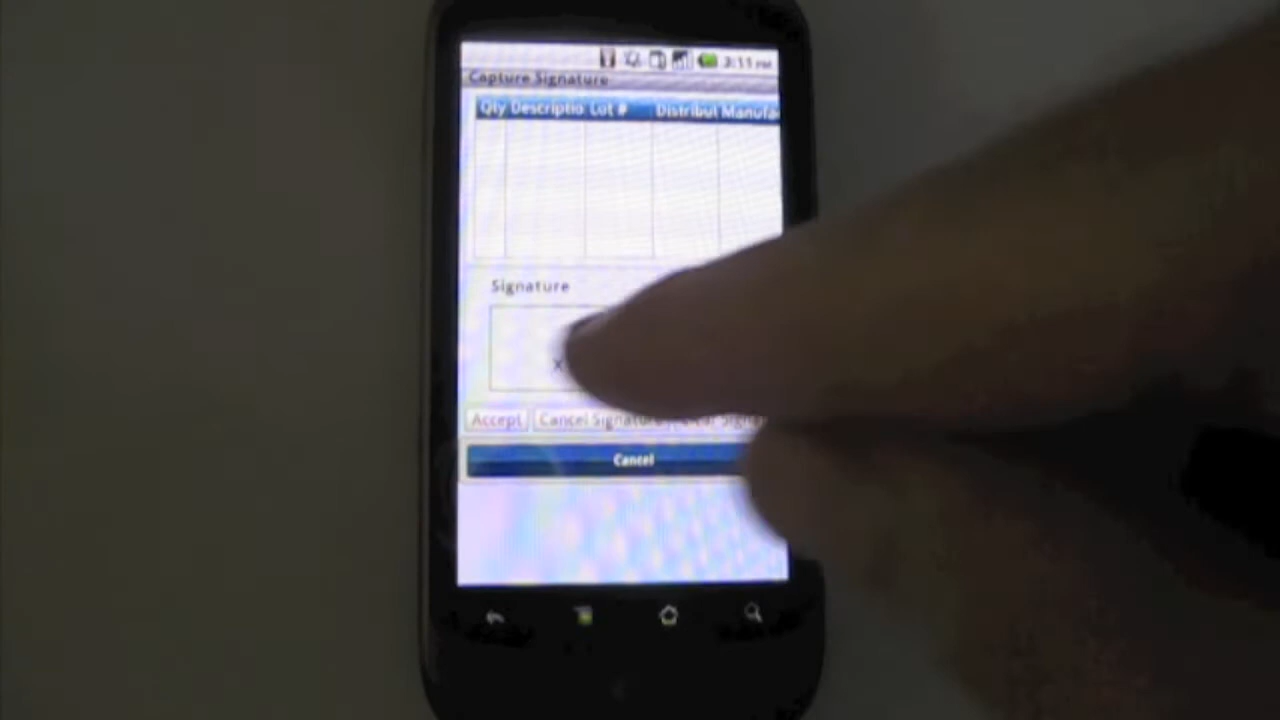 3:11 PM
Capture Signature
Qty Descriptio Lot # Distribut Manufa
Signature
X
Accept Cancel Signature
Cancel